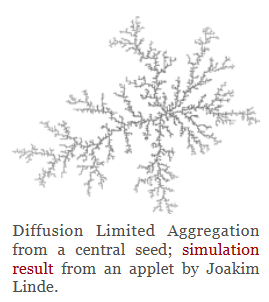 Diffusion Limited Aggregation
from a central seed; simulation
result from an applet by Joakim
Linde.